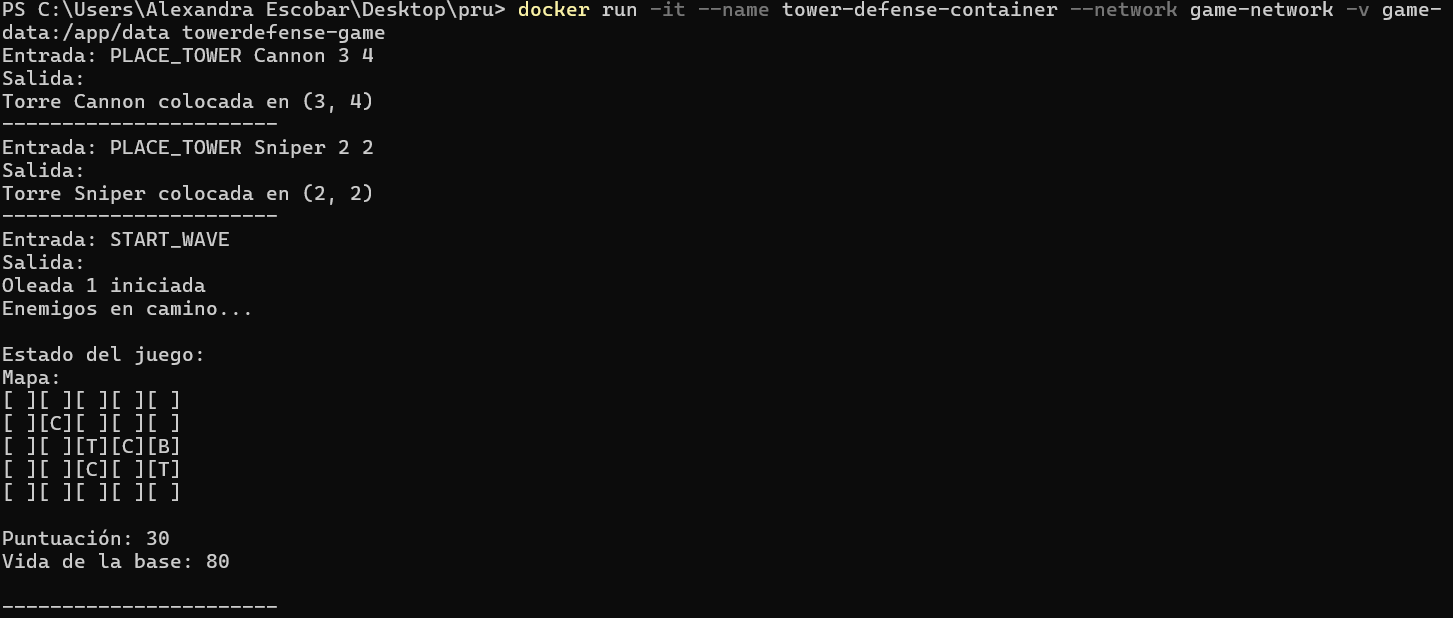 PS C:\Users\Alexandra Escobar\Desktop\pru> docker run -it --name tower-defense-container --network game-network -v game-
data:/app/data towerdefense-game
Entrada: PLACE_TOWER Cannon 3 4
Salida:
Torre Cannon colocada en (3, 4)
-----------------------
Entrada: PLACE_TOWER Sniper 2 2
Salida:
Torre Sniper colocada en (2, 2)
-----------------------
Entrada: START_WAVE
Salida:
Oleada 1 iniciada
Enemigos en camino...
Estado del juego:
Mapa:
[ ][ ][ ][ ][ ]
[ ][C][ ][ ][ ]
[ ][ ][T][C][B]
[ ][ ][C][ ][T]
[ ][ ][ ][ ][ ]
Puntuación: 30
Vida de la base: 80
-----------------------